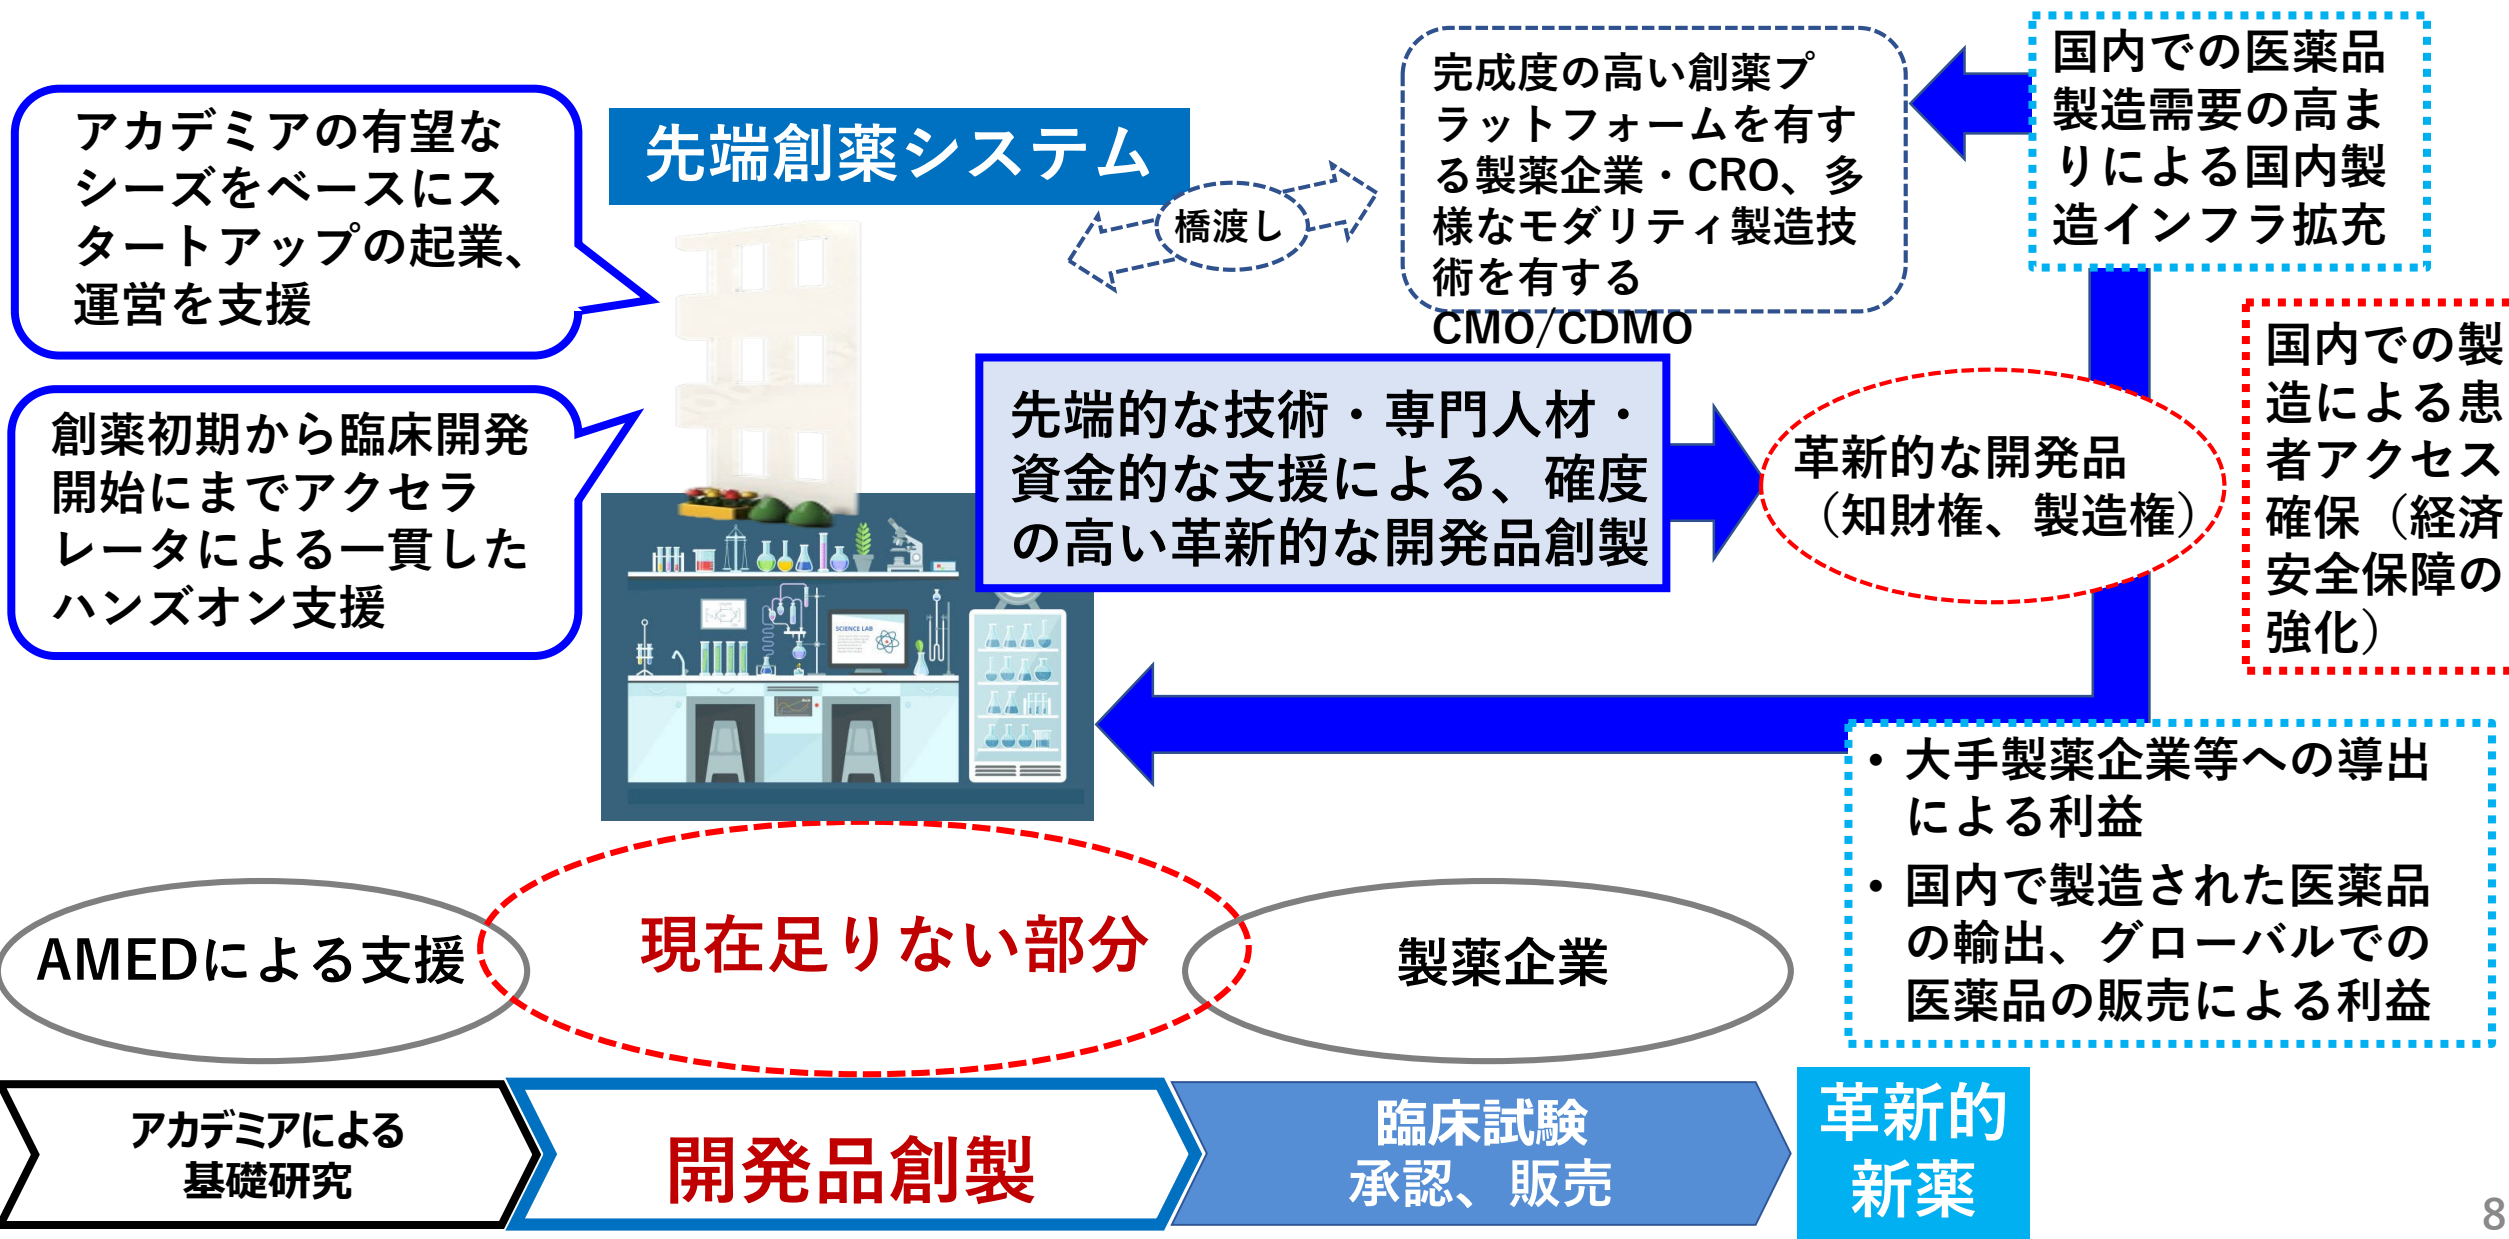 アカデミアの有望な
シーズをベースにス
タートアップの起業、
運営を支援
創薬初期から臨床開発
開始にまでアクセラ
レータによる一貫した
ハンズオン支援
先端創薬システム
橋渡し
完成度の高い創薬プ
ラットフォームを有す
る製薬企業・CRO、多
様なモダリティ製造技
術を有する
CMO/CDMO
国内での医薬品
製造需要の高ま
りによる国内製
造インフラ拡充
先端的な技術・専門人材・
資金的な支援による、確度
の高い革新的な開発品創製
革新的な開発品
（知財権、製造権）
国内での製
造による患
者アクセス
確保（経済
安全保障の
強化）
SCIENCE LAB
・大手製薬企業等への導出
による利益
・国内で製造された医薬品
の輸出、グローバルでの
医薬品の販売による利益
AMEDによる支援
現在足りない部分
製薬企業
アカデミアによる
基礎研究
開発品創製
臨床試験
承認、販売
革新的
新薬
8